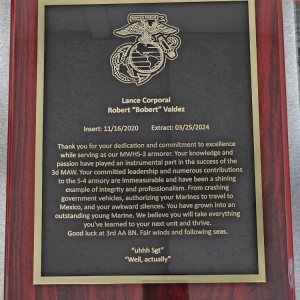 Lance Corporal
Robert "Bobert" Valdez
Insert: 11/16/2020 Extract: 03/25/2024
Thank you for your dedication and commitment to excellence
while serving as our MWHS-3 armorer. Your knowledge and
passion have played an instrumental part in the success of the
3d MAW. Your committed leadership and numerous contributions
to the S-4 armory are immeasurable and have been a shining
example of integrity and professionalism. From crashing
government vehicles, authorizing your Marines to travel to
Mexico, and your awkward silences. You have grown into an
outstanding young Marine. We believe you will take everything
you've learned to your next unit and thrive.
Good luck at 3rd AA BN. Fair winds and following seas.
"uhhh Sgt"
"Well, actually"